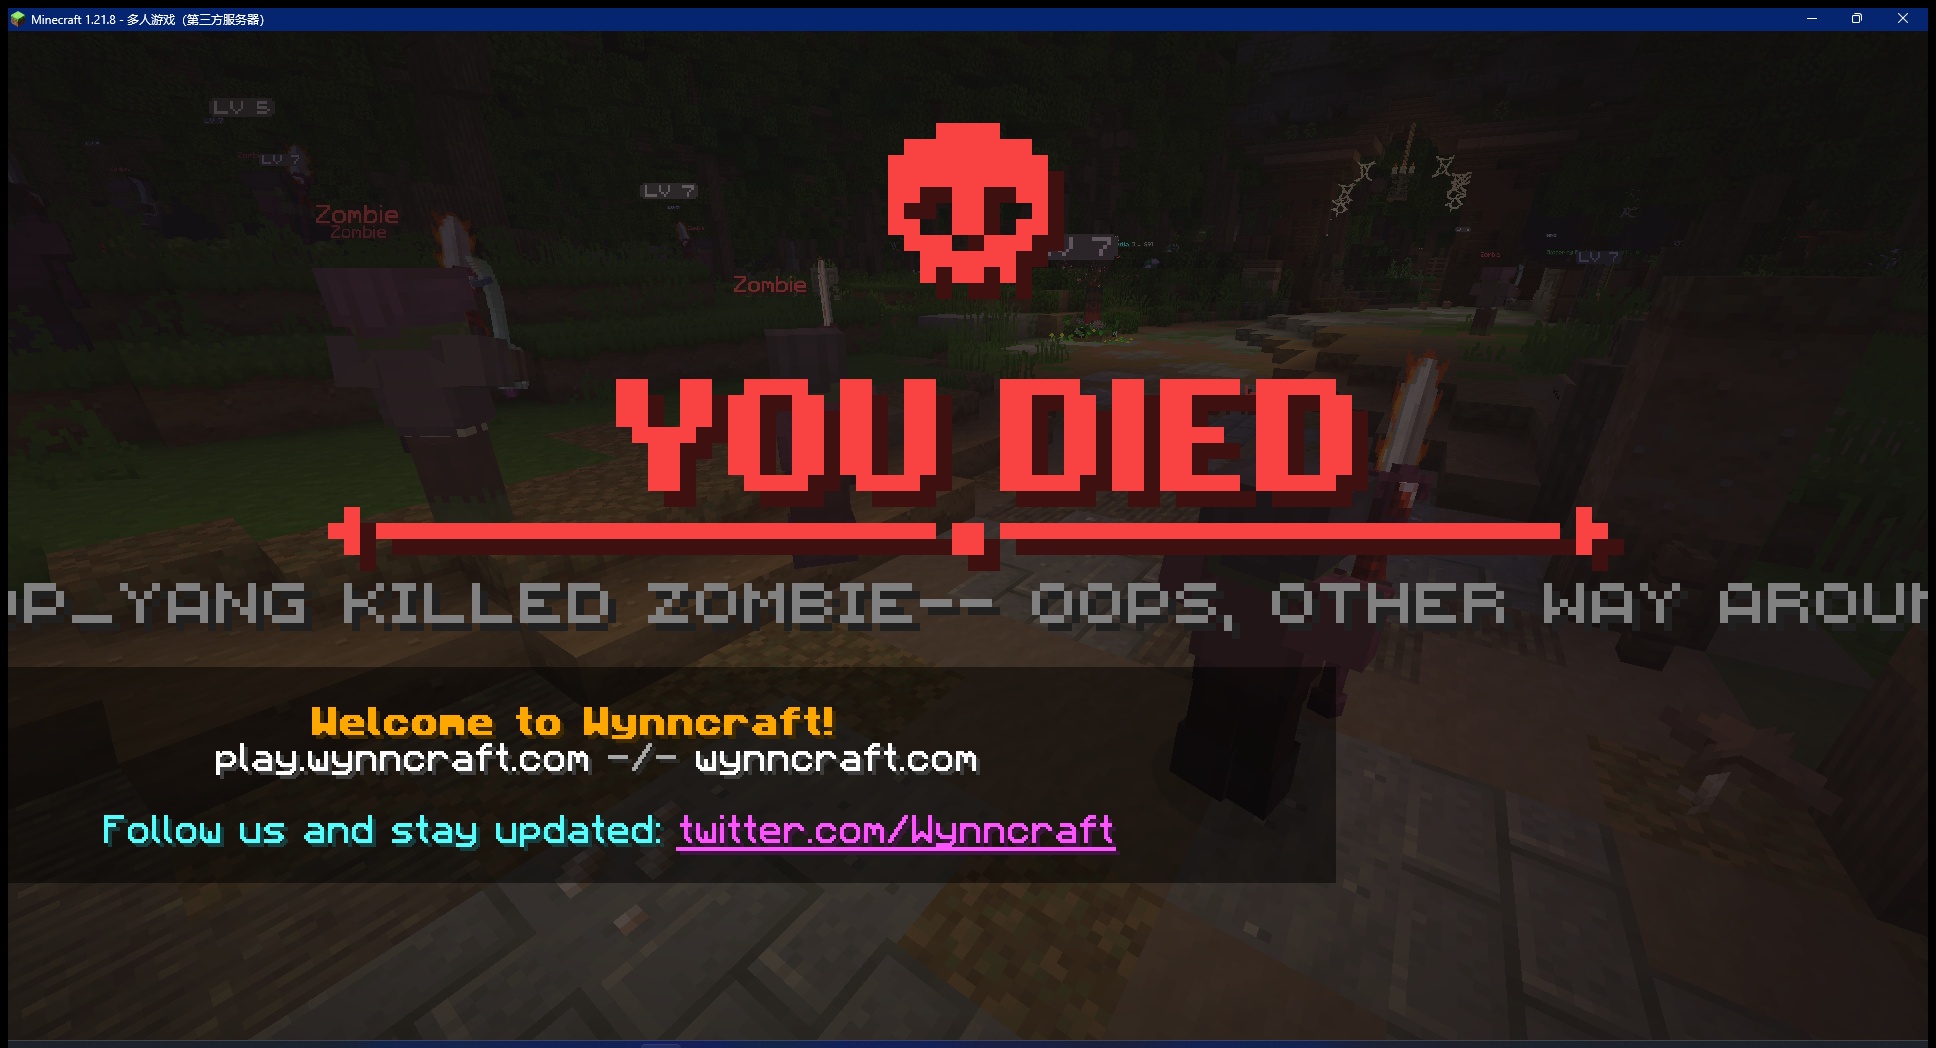 Minecraft 1.21.8 - 多人游戏（第三方服务器）
LV 5
LV 7
LV 7
Zombie
Zombie
LV 7
Zombie
LV 7
YOU DIED
KILLED ZOMBIE-- OOPS, OTHER WAY
Welcome to Wynncraft!
play.wynncraft.com -/- wynncraft.com
Follow us and stay updated: twitter.com/Wynncraft